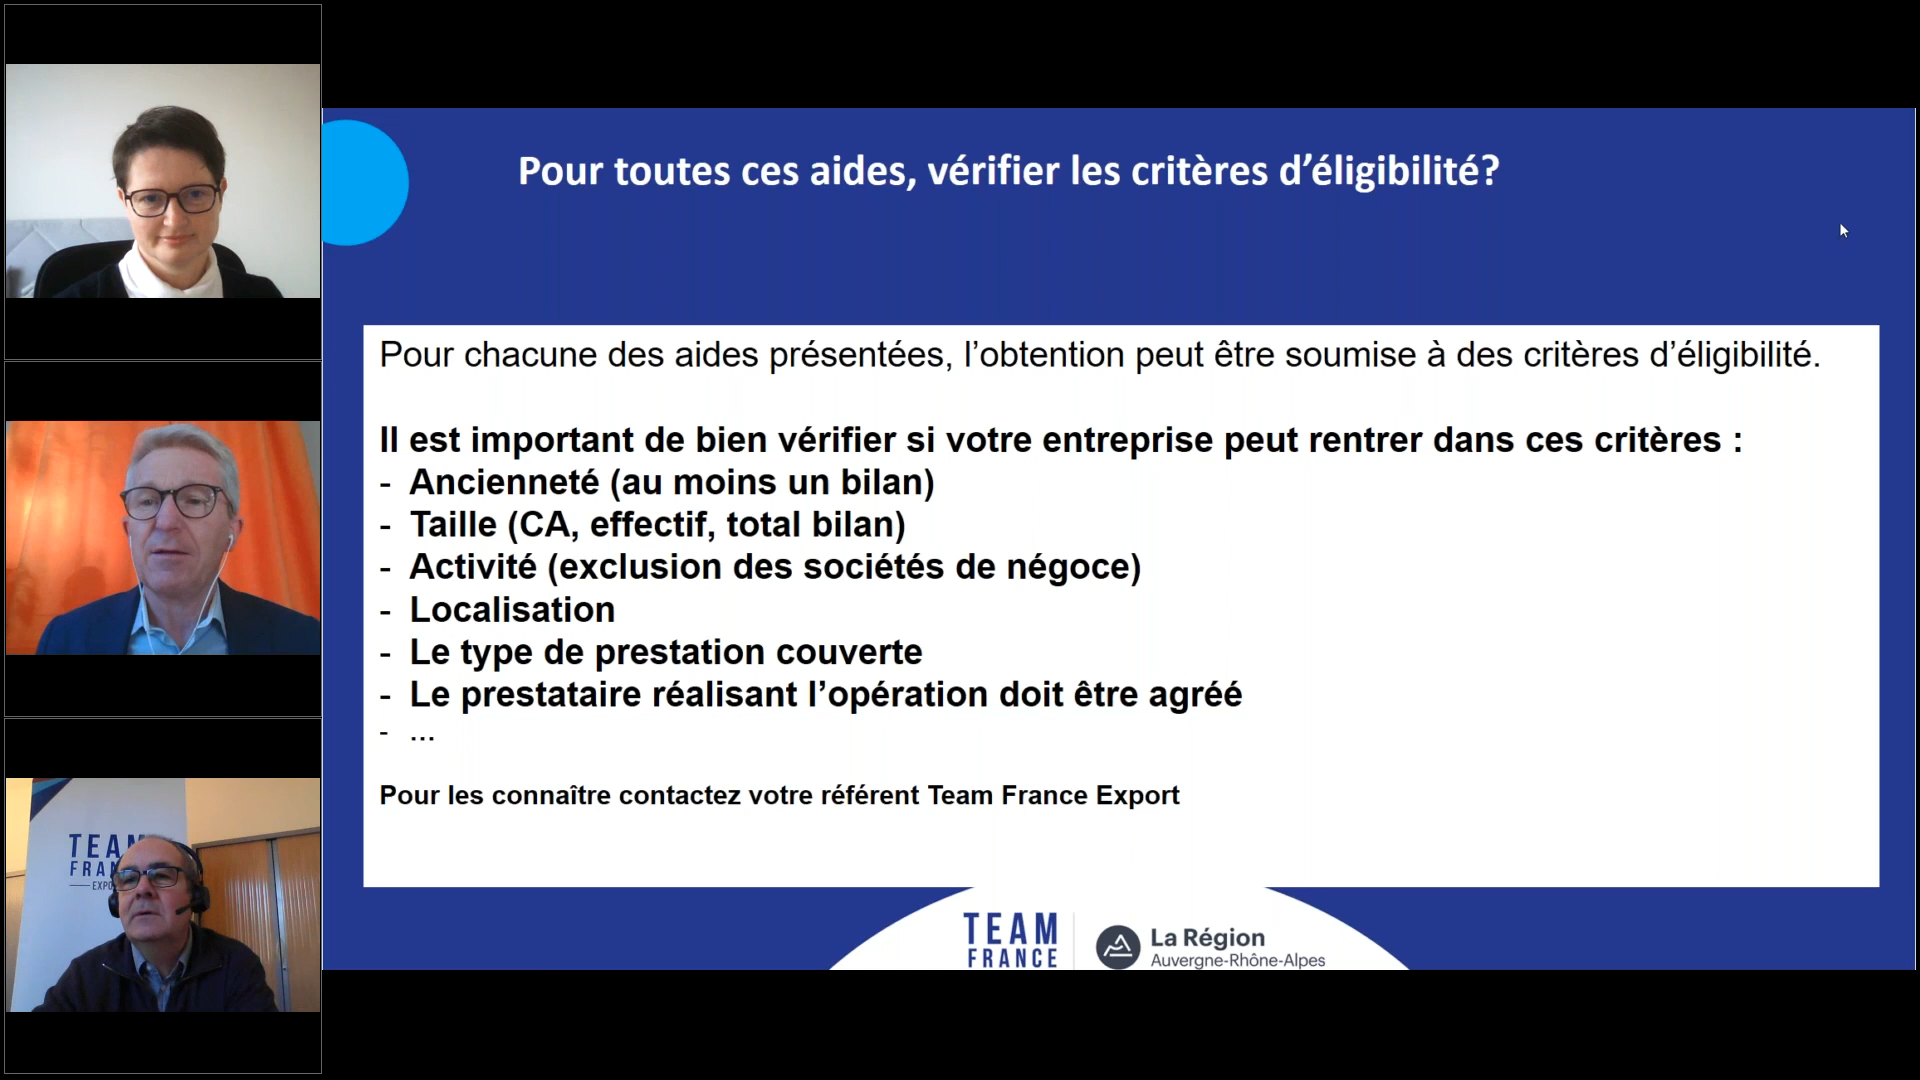 Pour toutes ces aides, vérifier les critères d’éligibilité?
Pour chacune des aides présentées, l’obtention peut être soumise à des critères d’éligibilité.
Il est important de bien vérifier si votre entreprise peut rentrer dans ces critères :
- Ancienneté (au moins un bilan)
- Taille (CA, effectif, total bilan)
- Activité (exclusion des sociétés de négoce)
- Localisation
- Le type de prestation couverte
- Le prestataire réalisant l’opération doit être agréé
- ...
Pour les connaître contactez votre référent Team France Export
TEAM
FRANCE
La Région
Auvergne-Rhône-Alpes
TEAM
FRAN
EXPO